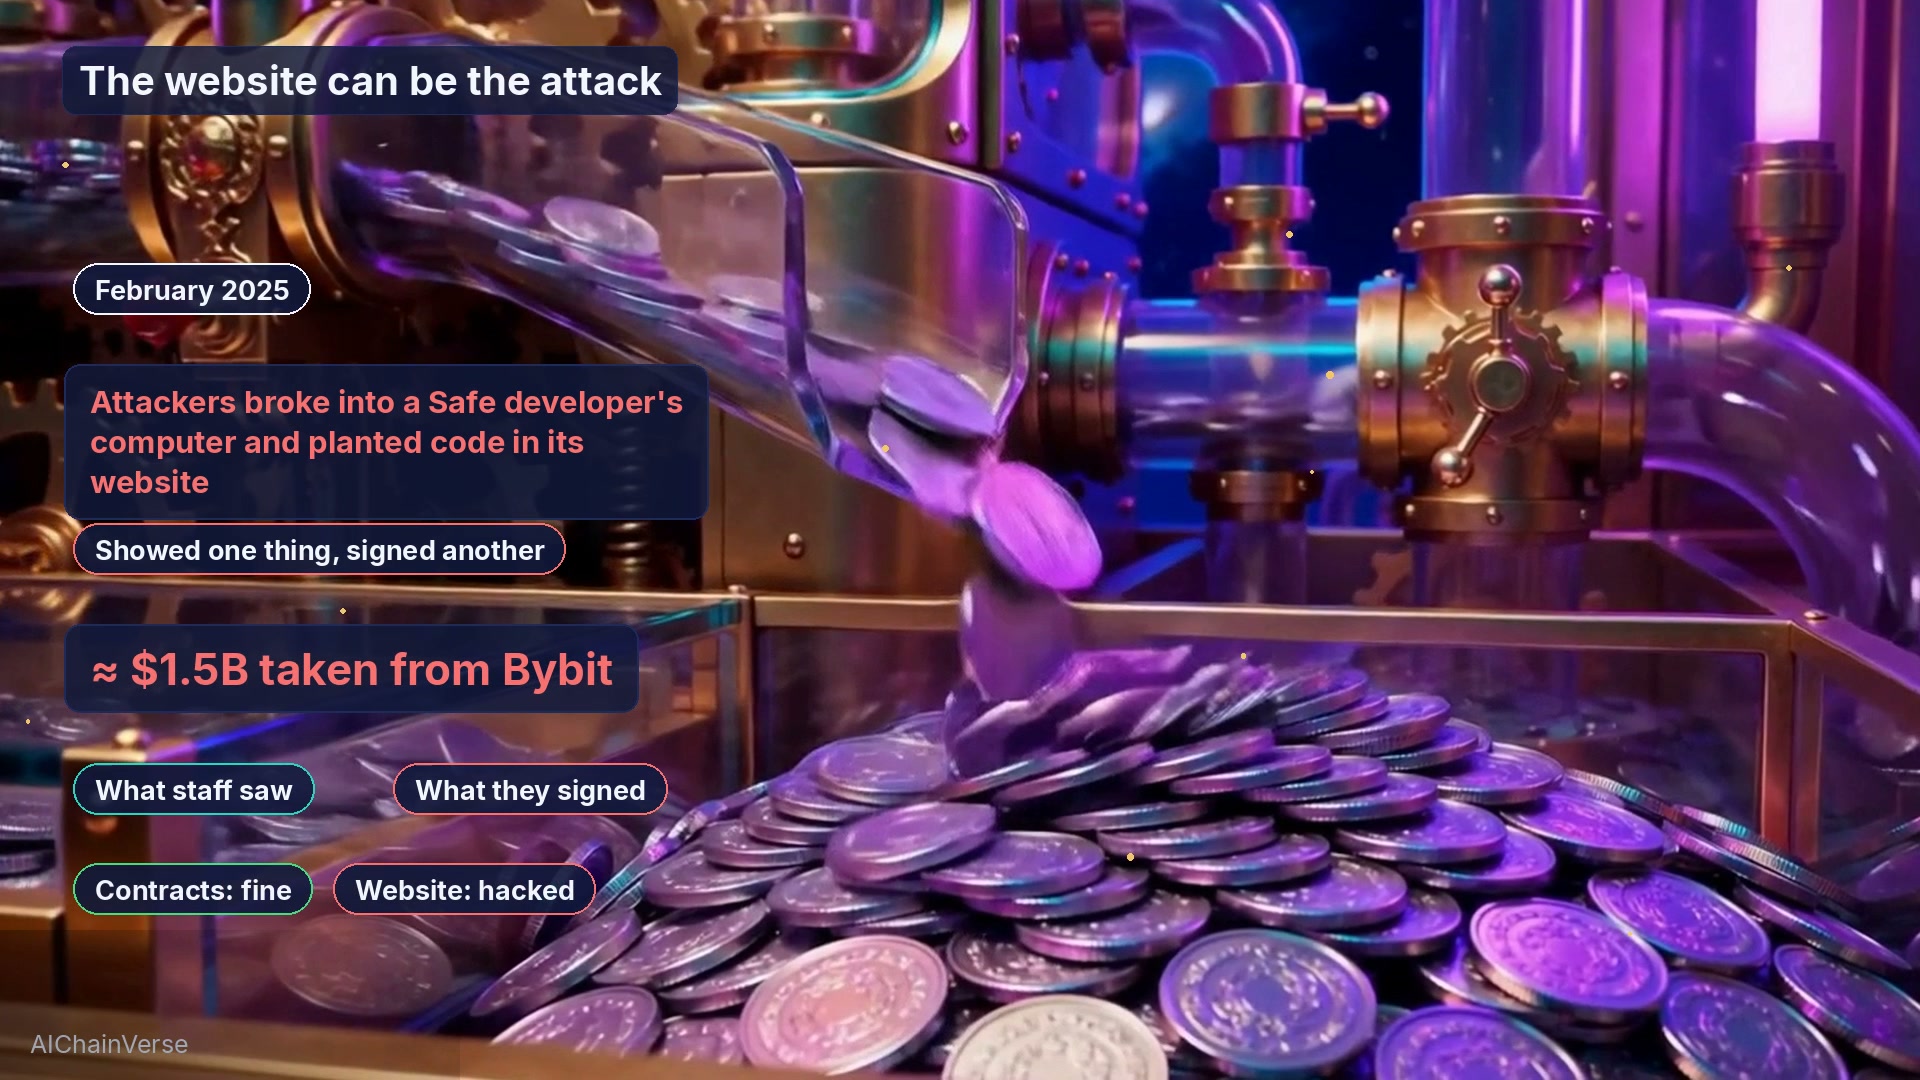 The website can be the attack
February 2025
Attackers broke into a Safe developer's
computer and planted code in its
website
Showed one thing, signed another
≈ $1.5B taken from Bybit
What staff saw
What they signed
Contracts: fine
Website: hacked
AIChainVerse